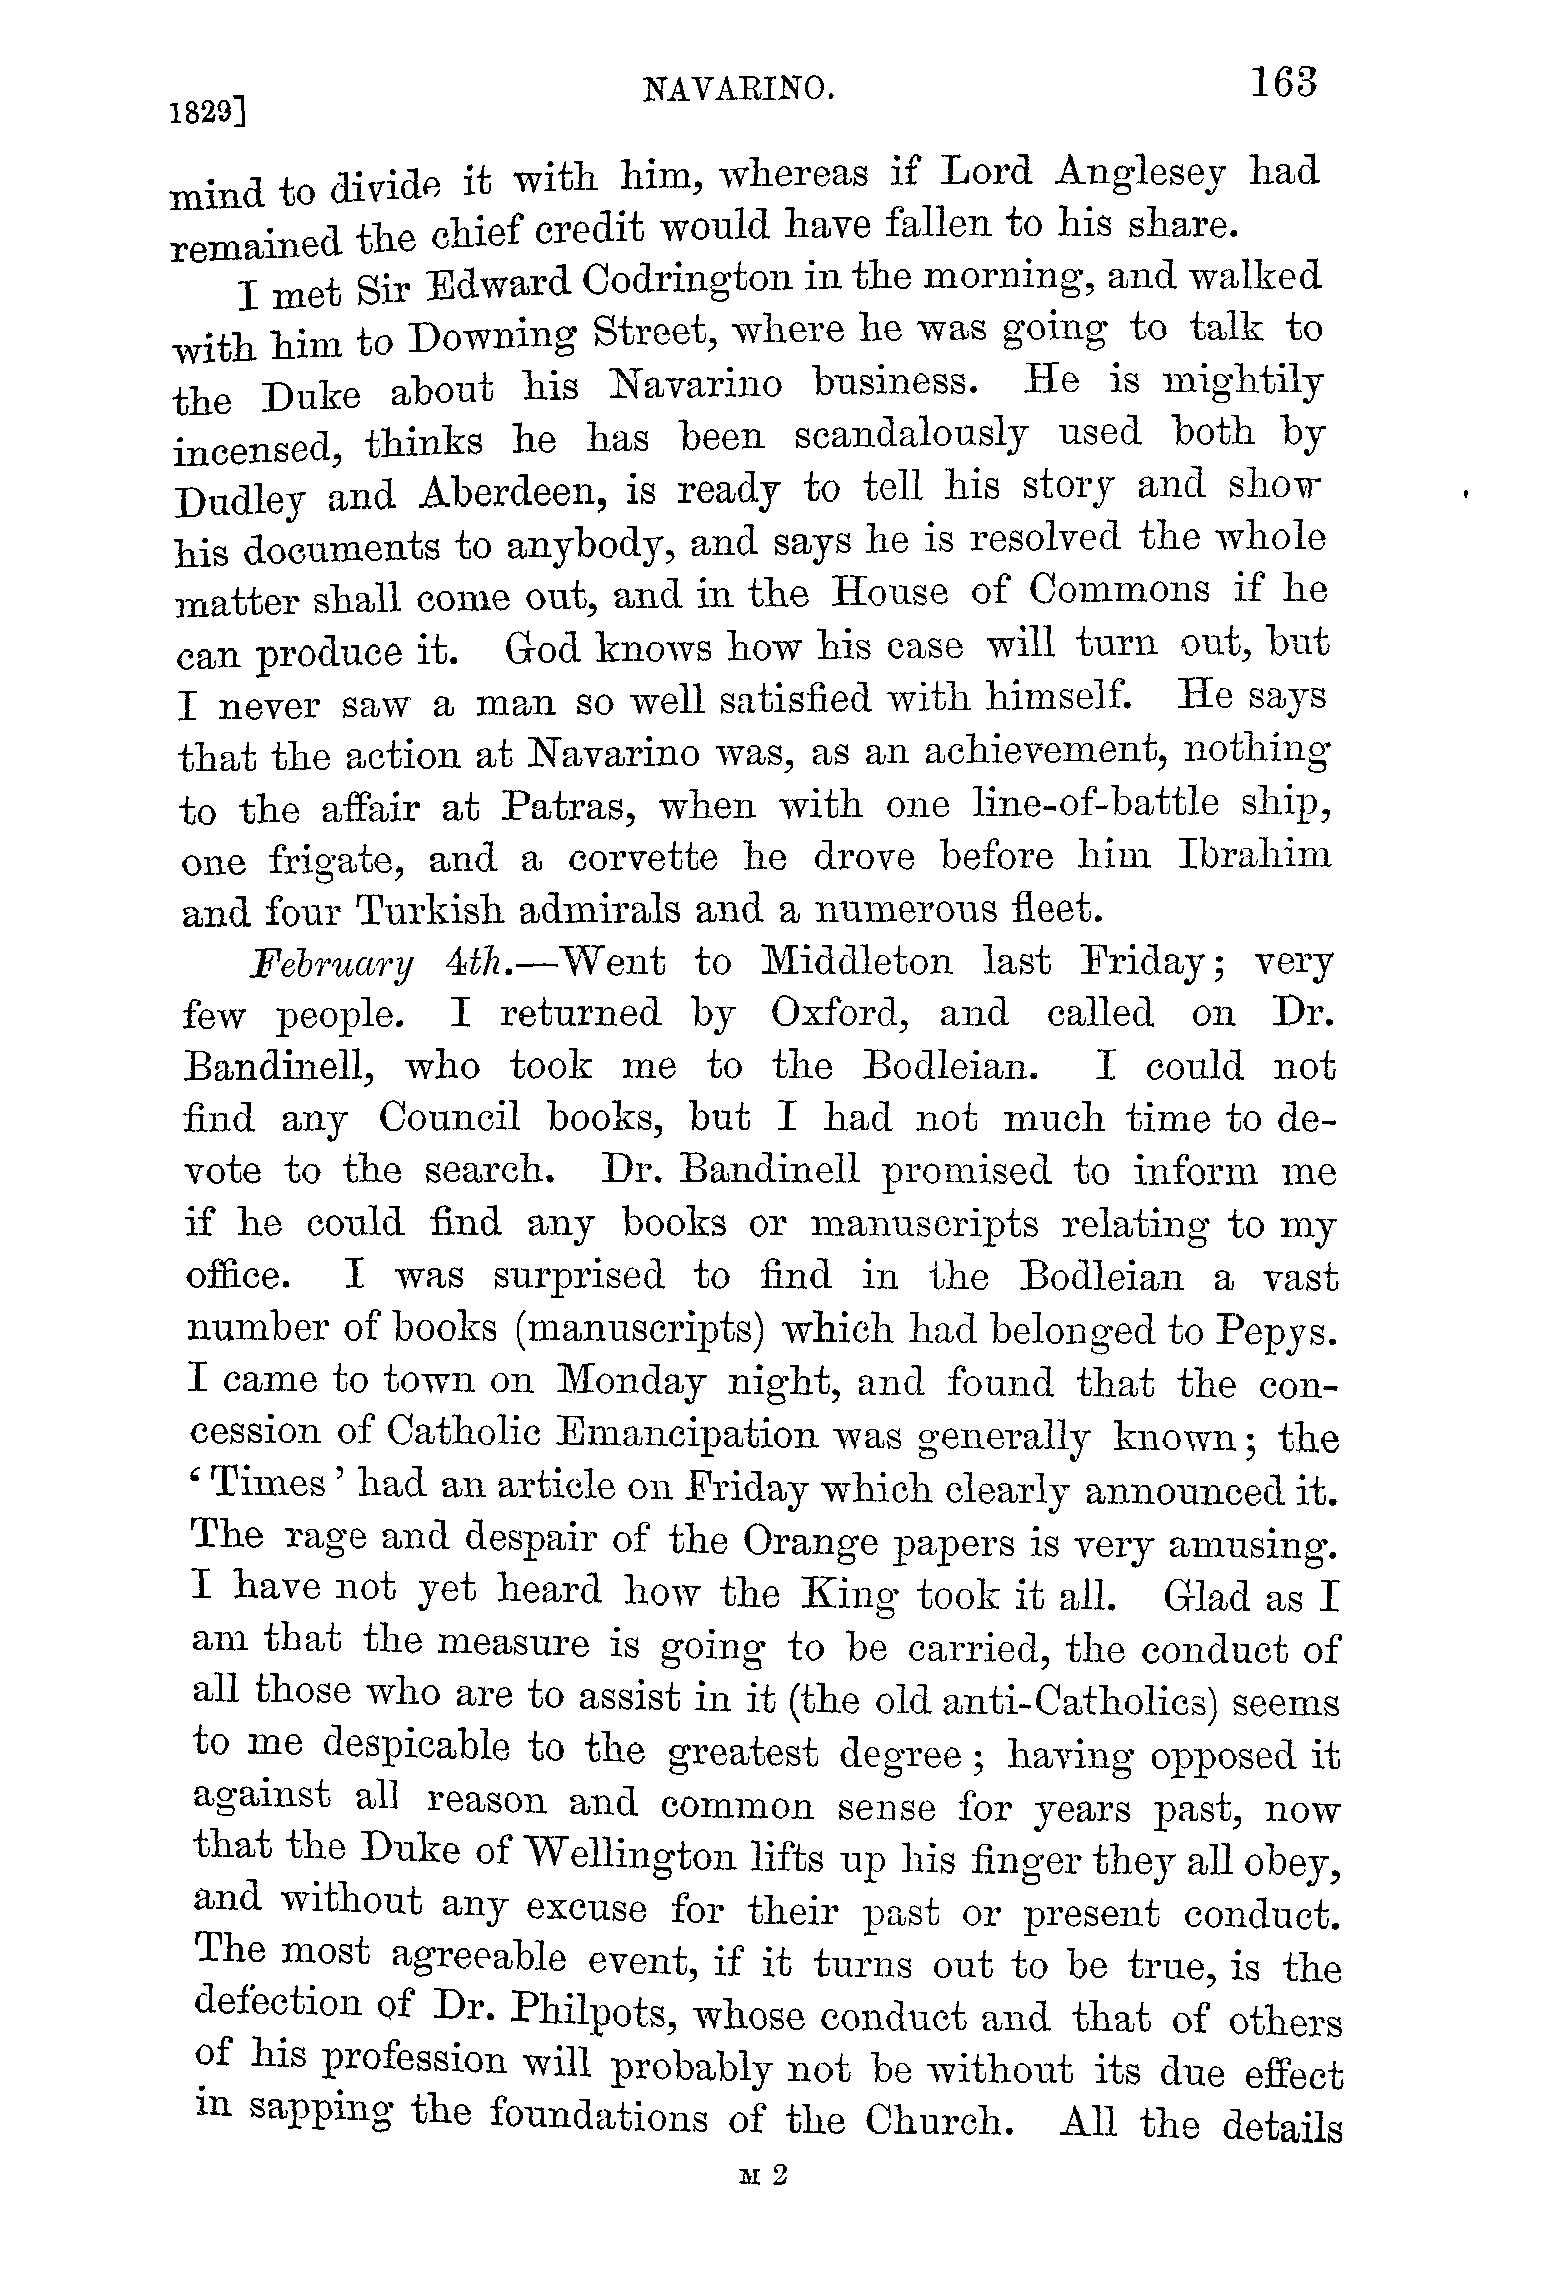 1829] NAVARINO. 163
mind to divide it with him, whereas if Lord Anglesey had
remained the chief credit would have fallen to his share.
I met Sir Edward Codrington in the morning, and walked
with him to Downing Street, where he was going to talk to
the Duke about his Navarino business. He is mightily
incensed, thinks he has been scandalously used both by
Dudley and Aberdeen, is ready to tell his story and show
his documents to anybody, and says he is resolved the whole
matter shall come out, and in the House of Commons if he
can produce it. God knows how his case will turn out, but
I never saw a man so well satisfied with himself. He says
that the action at Navarino was, as an achievement, nothing
to the affair at Patras, when with one line-of-battle ship,
one frigate, and a corvette he drove before him Ibrahim
and four Turkish admirals and a numerous fleet.
February 4th.—Went to Middleton last Friday; very
few people. I returned by Oxford, and called on Dr.
Bandinell, who took me to the Bodleian. I could not
find any Council books, but I had not much time to de-
vote to the search. Dr. Bandinell promised to inform me
if he could find any books or manuscripts relating to my
office. I was surprised to find in the Bodleian a vast
number of books (manuscripts) which had belonged to Pepys.
I came to town on Monday night, and found that the con-
cession of Catholic Emancipation was generally known; the
‘Times’ had an article on Friday which clearly announced it.
The rage and despair of the Orange papers is very amusing.
I have not yet heard how the King took it all. Glad as I
am that the measure is going to be carried, the conduct of
all those who are to assist in it (the old anti-Catholics) seems
to me despicable to the greatest degree; having opposed it
against all reason and common sense for years past, now
that the Duke of Wellington lifts up his finger they all obey,
and without any excuse for their past or present conduct.
The most agreeable event, if it turns out to be true, is the
defection of Dr. Philpots, whose conduct and that of others
of his profession will probably not be without its due effect
in sapping the foundations of the Church. All the details
M 2